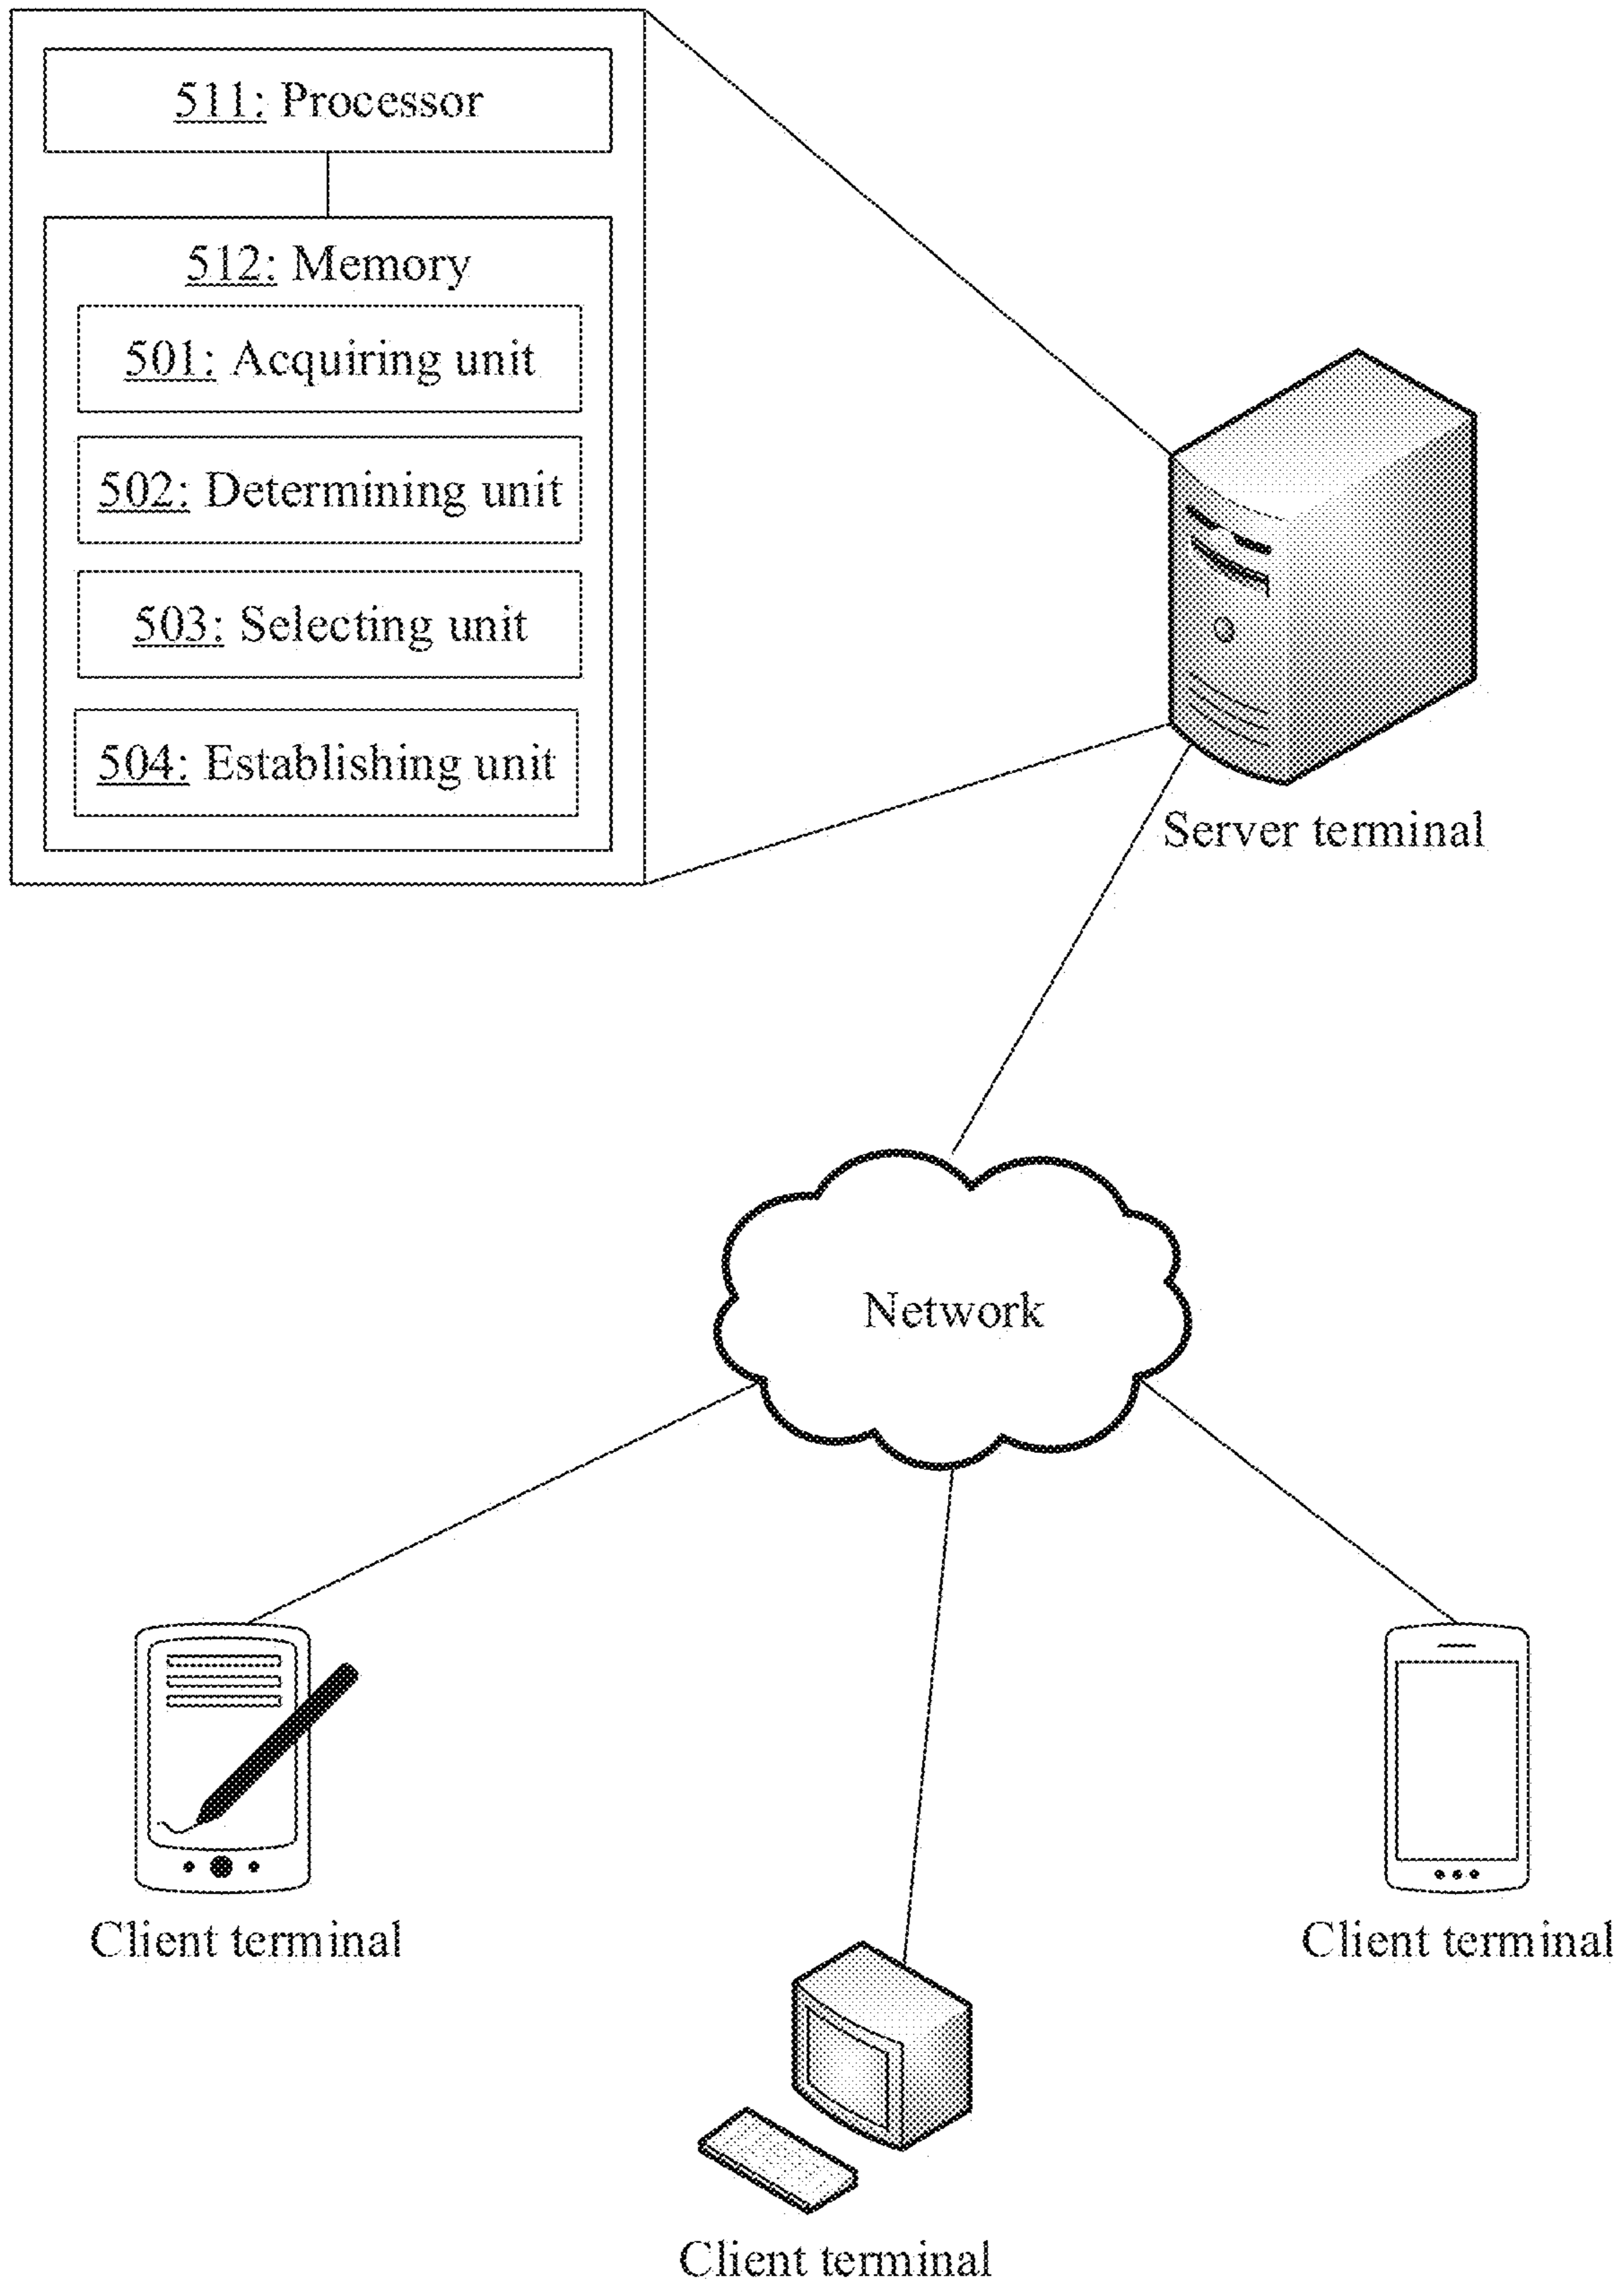 511: Processor
512: Memory
501: Acquiring unit
502: Determining unit
503: Selecting unit
504: Establishing unit
Server terminal
Network
Client terminal
Client terminal
Client terminal